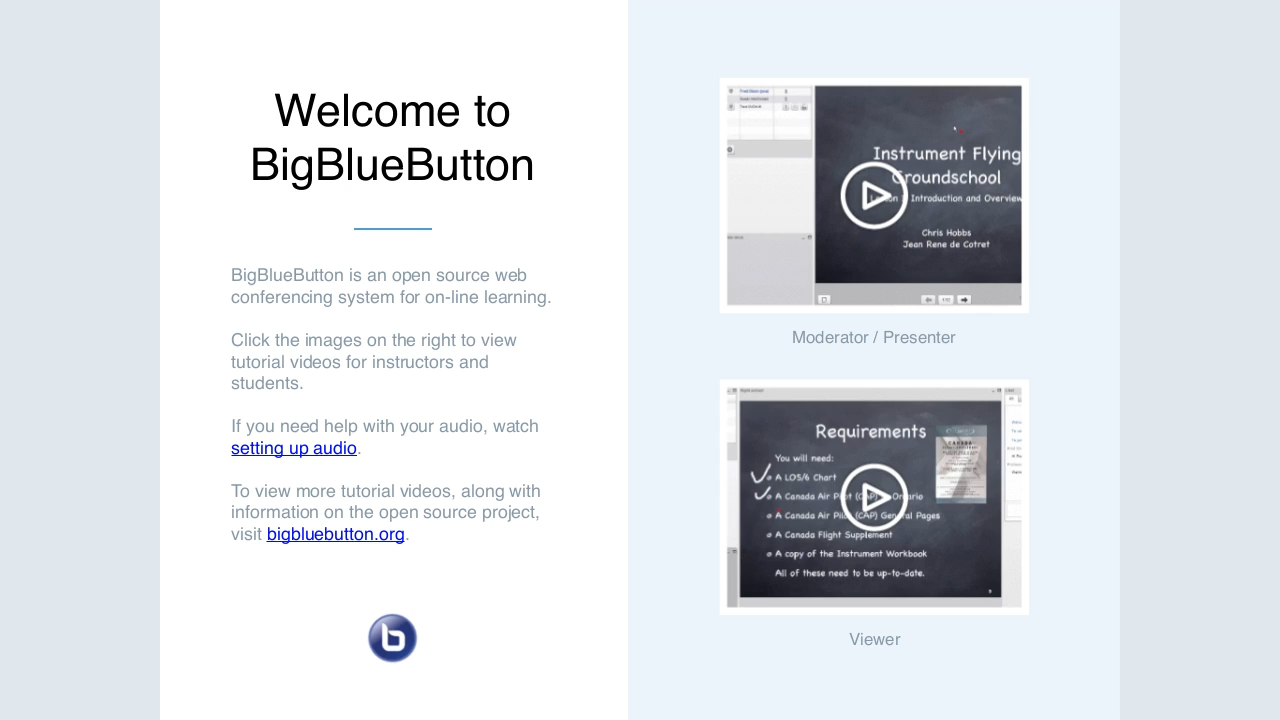 Welcome to
BigBlueButton
BigBlueButton is an open source web
conferencing system for on-line learning.
Click the images on the right to view
tutorial videos for instructors and
students.
If you need help with your audio, watch
setting up audio.
To view more tutorial videos, along with
information on the open source project,
visit bigbluebutton.org.
Instrument Flying
Groundschool
Introduction and Overview
Chris Hobbs
Jean Rene de Cotret
Moderator / Presenter
Requirements
You will need:
A LO5/6 Chart
A Canada Air Pilot (CAP) - Ontario
A Canada Air Pilot (CAP) General Pages
A Canada Flight Supplement
A copy of the Instrument Workbook
All of these need to be up-to-date.
Viewer